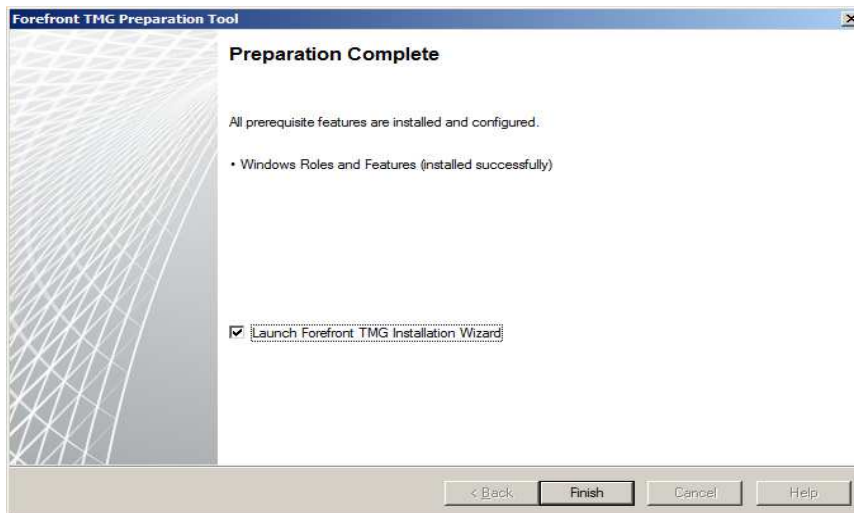 Forefront TMG Preparation Tool
Preparation Complete
All prerequisite features are installed and configured.
• Windows Roles and Features (installed successfully)
Launch Forefront TMG Installation Wizard
< Back Finish Cancel Help